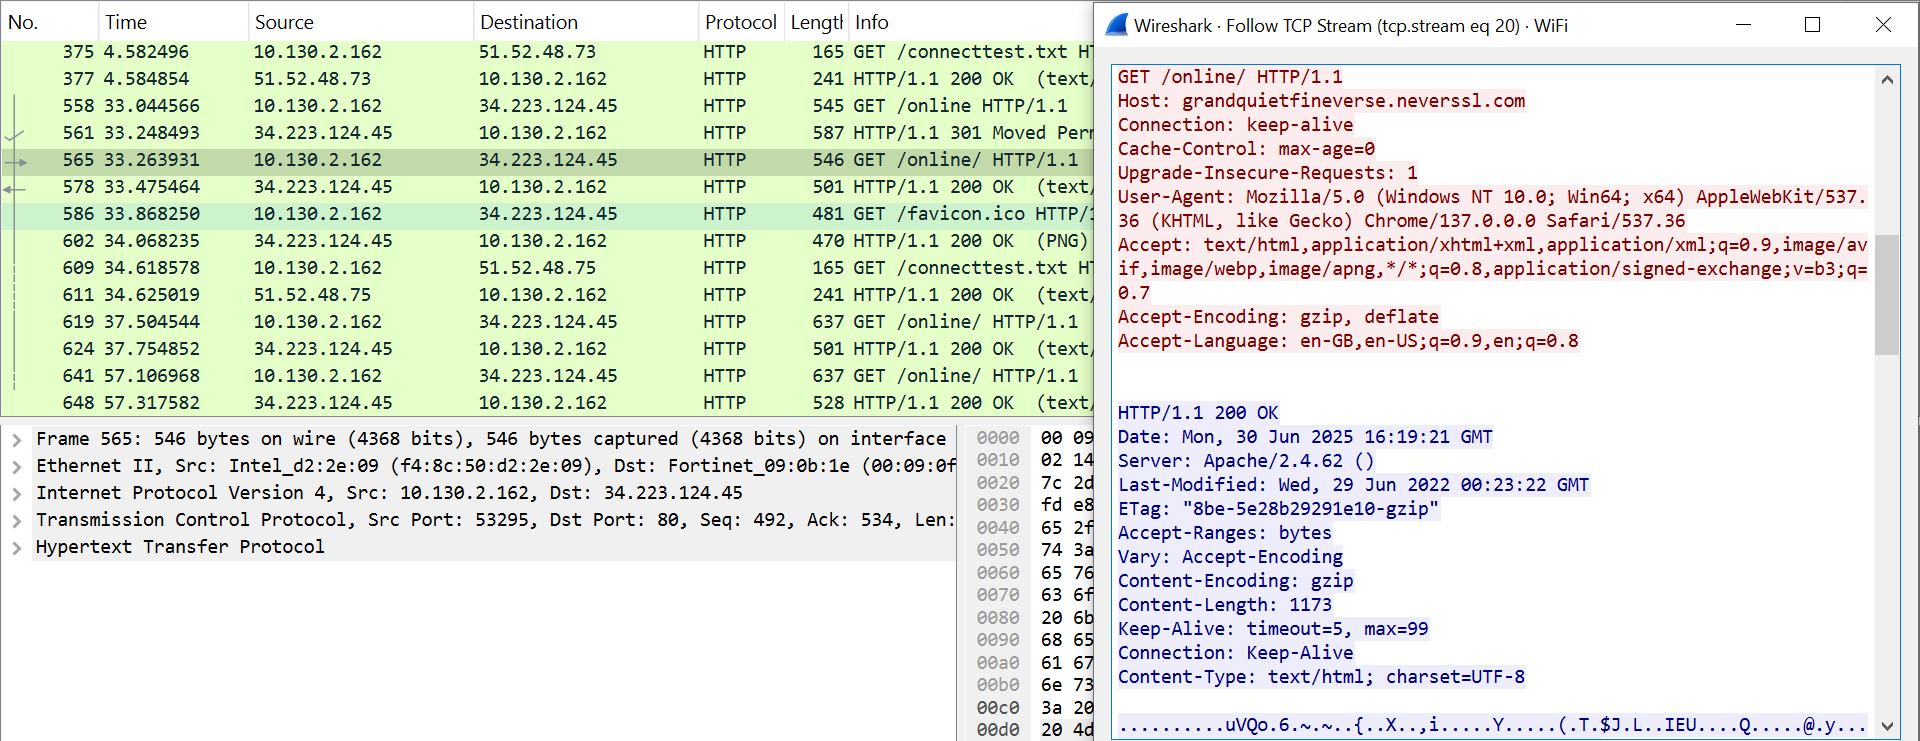 No. Time Source Destination Protocol Length Info
375 4.582496 10.130.2.162 51.52.48.73 HTTP 165 GET /connecttest.txt HT
377 4.584854 51.52.48.73 10.130.2.162 HTTP 241 HTTP/1.1 200 OK (text/
558 33.044566 10.130.2.162 34.223.124.45 HTTP 545 GET /online HTTP/1.1
561 33.248493 34.223.124.45 10.130.2.162 HTTP 587 HTTP/1.1 301 Moved Perm
565 33.263931 10.130.2.162 34.223.124.45 HTTP 546 GET /online/ HTTP/1.1
578 33.475464 34.223.124.45 10.130.2.162 HTTP 501 HTTP/1.1 200 OK (text/
586 33.868250 10.130.2.162 34.223.124.45 HTTP 481 GET /favicon.ico HTTP/1
602 34.068235 34.223.124.45 10.130.2.162 HTTP 470 HTTP/1.1 200 OK (PNG)
609 34.618578 10.130.2.162 51.52.48.75 HTTP 165 GET /connecttest.txt HT
611 34.625019 51.52.48.75 10.130.2.162 HTTP 241 HTTP/1.1 200 OK (text/
619 37.504544 10.130.2.162 34.223.124.45 HTTP 637 GET /online/ HTTP/1.1
624 37.754852 34.223.124.45 10.130.2.162 HTTP 501 HTTP/1.1 200 OK (text/
641 57.106968 10.130.2.162 34.223.124.45 HTTP 637 GET /online/ HTTP/1.1
648 57.317582 34.223.124.45 10.130.2.162 HTTP 528 HTTP/1.1 200 OK (text/
Frame 565: 546 bytes on wire (4368 bits), 546 bytes captured (4368 bits) on interface
Ethernet II, Src: Intel_d2:2e:09 (f4:8c:50:d2:2e:09), Dst: Fortinet_09:0b:1e (00:09:0f
Internet Protocol Version 4, Src: 10.130.2.162, Dst: 34.223.124.45
Transmission Control Protocol, Src Port: 53295, Dst Port: 80, Seq: 492, Ack: 534, Len:
Hypertext Transfer Protocol
0000 00 09
0010 02 14
0020 7c 2d
0030 fd e8
0040 65 2f
0050 74 3a
0060 65 76
0070 63 6f
0080 20 6b
0090 68 65
00a0 61 67
00b0 6e 73
00c0 3a 20
00d0 20 4d
Wireshark · Follow TCP Stream (tcp.stream eq 20) · WiFi
GET /online/ HTTP/1.1
Host: grandquietfineverse.neverssl.com
Connection: keep-alive
Cache-Control: max-age=0
Upgrade-Insecure-Requests: 1
User-Agent: Mozilla/5.0 (Windows NT 10.0; Win64; x64) AppleWebKit/537.
36 (KHTML, like Gecko) Chrome/137.0.0.0 Safari/537.36
Accept: text/html,application/xhtml+xml,application/xml;q=0.9,image/av
if,image/webp,image/apng,*/*;q=0.8,application/signed-exchange;v=b3;q=
0.7
Accept-Encoding: gzip, deflate
Accept-Language: en-GB,en-US;q=0.9,en;q=0.8
HTTP/1.1 200 OK
Date: Mon, 30 Jun 2025 16:19:21 GMT
Server: Apache/2.4.62 ()
Last-Modified: Wed, 29 Jun 2022 00:23:22 GMT
ETag: "8be-5e28b29291e10-gzip"
Accept-Ranges: bytes
Vary: Accept-Encoding
Content-Encoding: gzip
Content-Length: 1173
Keep-Alive: timeout=5, max=99
Connection: Keep-Alive
Content-Type: text/html; charset=UTF-8
..........uVQo.6.~.~..{..X..,i.....Y.....(.T.$J.L..IEU....Q.....@.y...